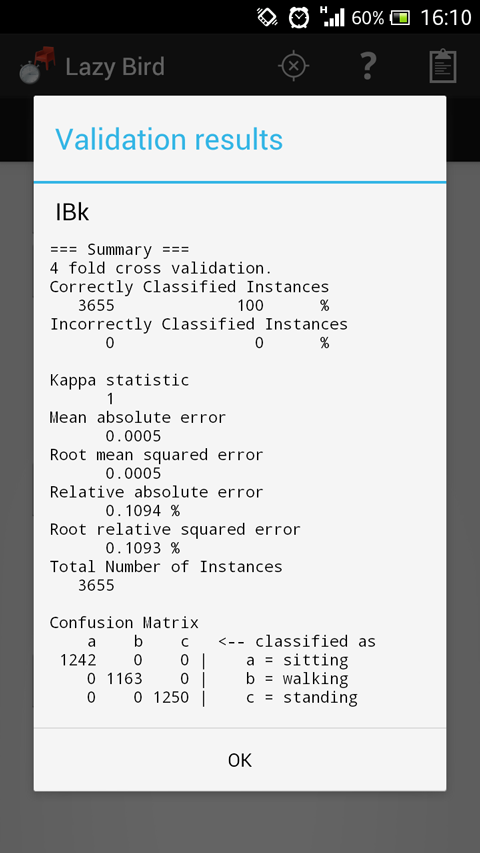 H 60% 16:10
Lazy Bird ?
Validation results
IBk
=== Summary ===
4 fold cross validation.
Correctly Classified Instances
3655 100 %
Incorrectly Classified Instances
0 0 %
Kappa statistic
1
Mean absolute error
0.0005
Root mean squared error
0.0005
Relative absolute error
0.1094 %
Root relative squared error
0.1093 %
Total Number of Instances
3655
Confusion Matrix
a b c <-- classified as
1242 0 0 | a = sitting
0 1163 0 | b = walking
0 0 1250 | c = standing
OK